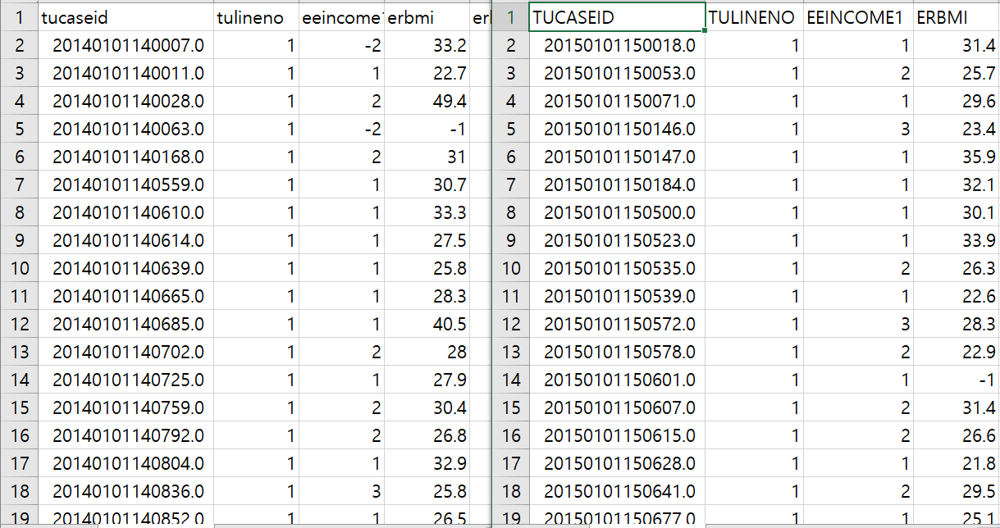 1 tucaseid tulineno eeincome1 erbmi er 1 TUCASEID TULINENO EEINCOME1 ERBMI
2 20140101140007.0 1 -2 33.2 2 20150101150018.0 1 1 31.4
3 20140101140011.0 1 1 22.7 3 20150101150053.0 1 2 25.7
4 20140101140028.0 1 2 49.4 4 20150101150071.0 1 1 29.6
5 20140101140063.0 1 -2 -1 5 20150101150146.0 1 3 23.4
6 20140101140168.0 1 2 31 6 20150101150147.0 1 1 35.9
7 20140101140559.0 1 1 30.7 7 20150101150184.0 1 1 32.1
8 20140101140610.0 1 1 33.3 8 20150101150500.0 1 1 30.1
9 20140101140614.0 1 1 27.5 9 20150101150523.0 1 1 33.9
10 20140101140639.0 1 1 25.8 10 20150101150535.0 1 2 26.3
11 20140101140665.0 1 1 28.3 11 20150101150539.0 1 1 22.6
12 20140101140685.0 1 1 40.5 12 20150101150572.0 1 3 28.3
13 20140101140702.0 1 2 28 13 20150101150578.0 1 2 22.9
14 20140101140725.0 1 1 27.9 14 20150101150601.0 1 1 -1
15 20140101140759.0 1 2 30.4 15 20150101150607.0 1 2 31.4
16 20140101140792.0 1 2 26.8 16 20150101150615.0 1 2 26.6
17 20140101140804.0 1 1 32.9 17 20150101150628.0 1 1 21.8
18 20140101140836.0 1 3 25.8 18 20150101150641.0 1 2 29.5
19 20140101140852.0 1 1 26.5 19 20150101150677.0 1 1 25.1